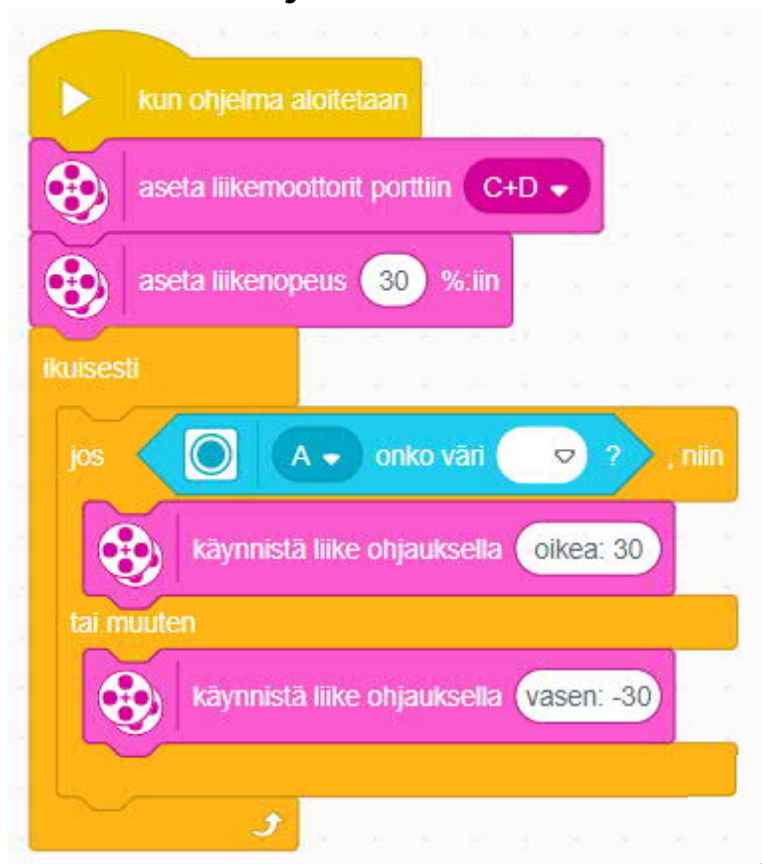 kun ohjelma aloitetaan
aseta liikemoottorit porttiin C+D
aseta liikenopeus 30 %:iin
ikuisesti
jos A onko väri ? , niin
käynnistä liike ohjauksella oikea: 30
tai muuten
käynnistä liike ohjauksella vasen: -30